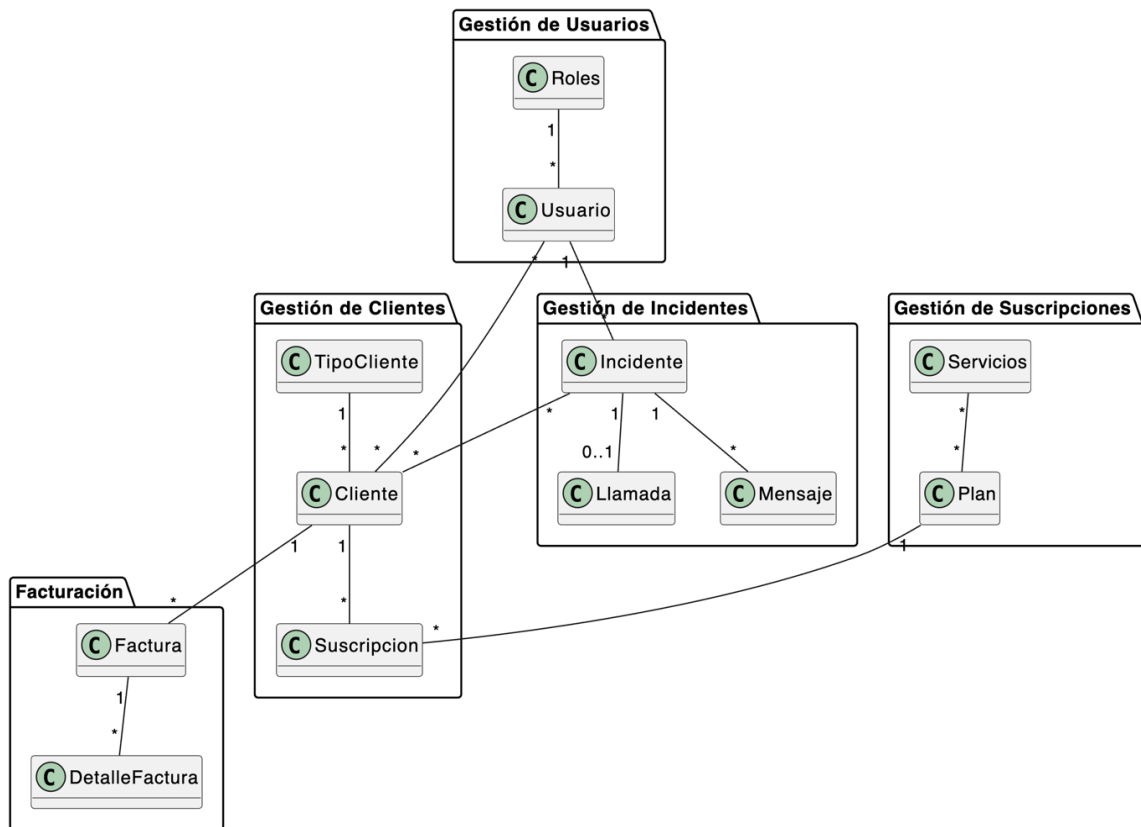 Gestión de Usuarios
C Roles
1
*
C Usuario
* 1
Gestión de Clientes
Gestión de Incidentes
Gestión de Suscripciones
*
C TipoCliente
C Incidente
C Servicios
1
*
1
1
*
*
*
*
0..1
*
*
C Cliente
C Llamada
C Mensaje
C Plan
1
1
1
Facturación
*
*
*
C Factura
C Suscripcion
1
*
C DetalleFactura